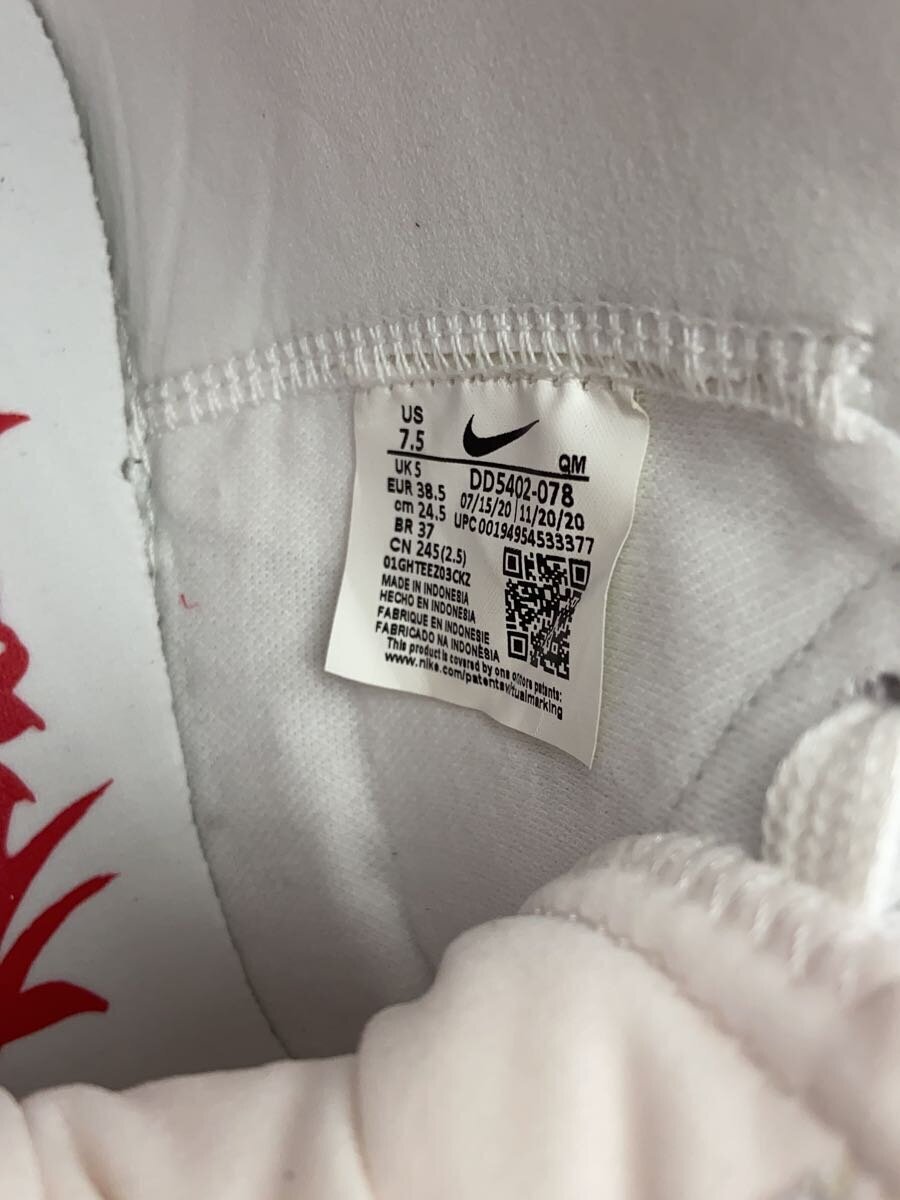 US
7.5
QM
UK 5
EUR 38.5
cm 24.5
BR 37
CN 245(2.5)
01GHTEEZ03CKZ
DD5402-078
07/15/20 | 11/20/20
UPC 00194954533377
MADE IN INDONESIA
HECHO EN INDONESIA
FABRIQUE EN INDONESIE
FABRICADO NA INDONÉSIA
This product is covered by one or more patents:
www.nike.com/patentsvirtualmarking